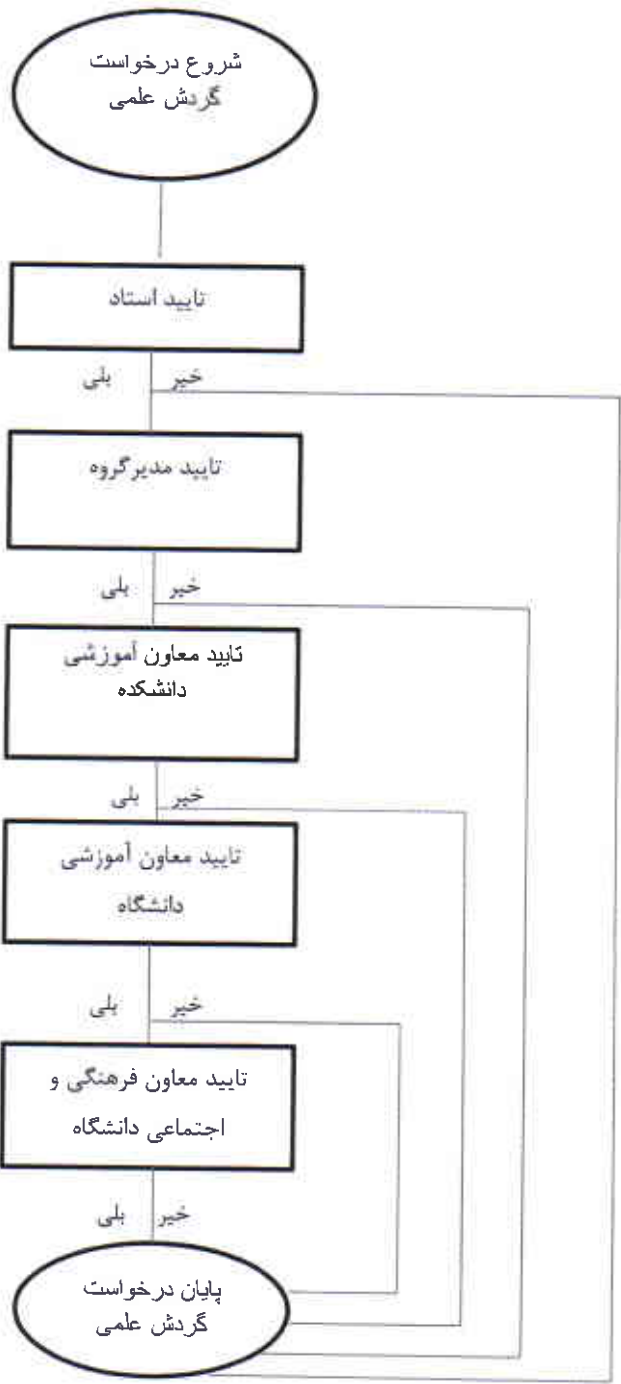 شروع درخواست
گردش علمی
تایید استاد
خیر بلی
تایید مدیرگروه
خیر بلی
تایید معاون آموزشی
دانشکده
خیر بلی
تایید معاون آموزشی
دانشگاه
خیر بلی
تایید معاون فرهنگی و
اجتماعی دانشگاه
خیر بلی
پایان درخواست
گردش علمی